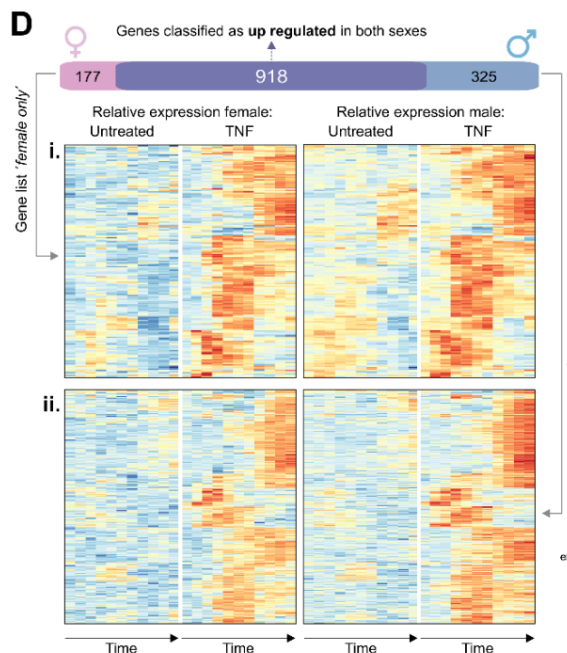 D
Genes classified as up regulated in both sexes
♀
♂
177
918
325
Relative expression female:
Relative expression male:
Untreated
TNF
Untreated
TNF
i.
Gene list ‘female only’
ii.
e
Time
Time
Time
Time